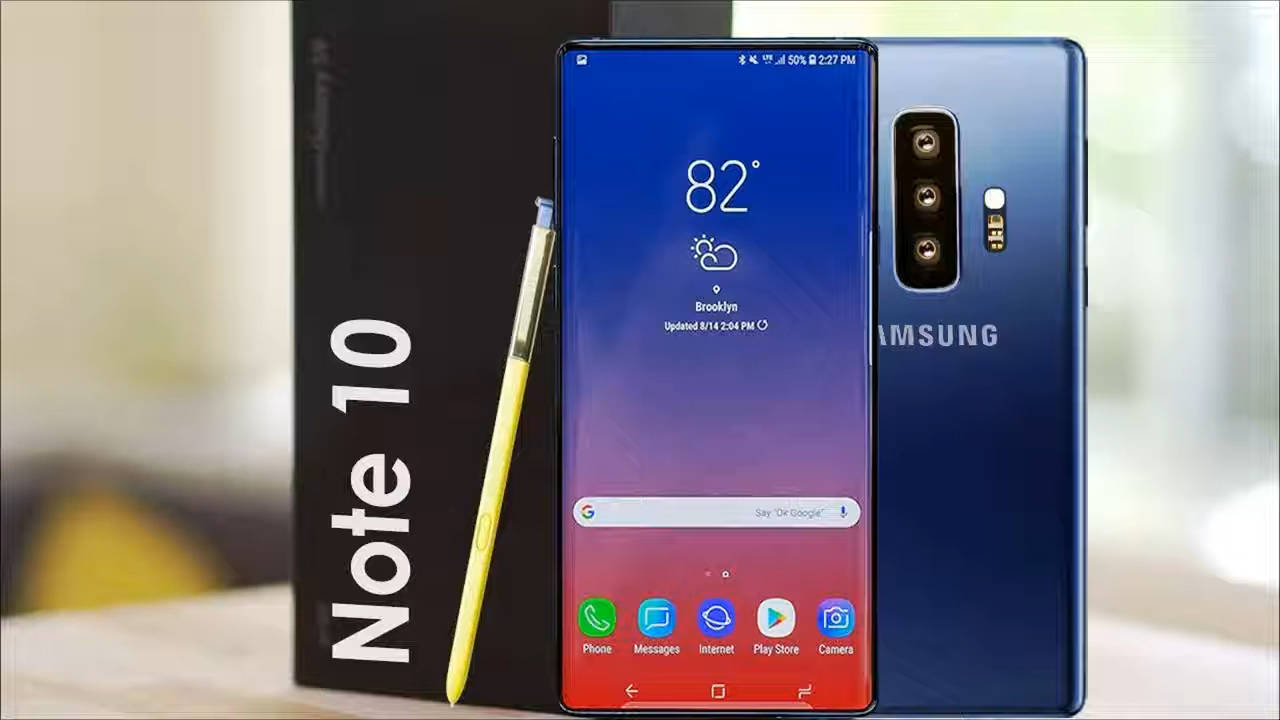 Note 10
LTE 50% 2:27 PM
82°
Brooklyn
Updated 8/14 2:04 PM
AMSUNG
G Say "Ok Google"
Phone Messages Internet Play Store Camera